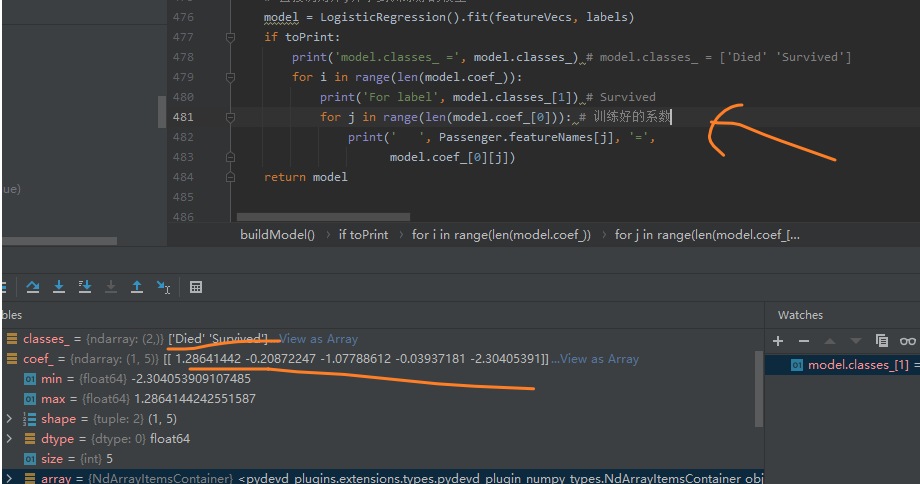 476 model = LogisticRegression().fit(featureVecs, labels)
477 if toPrint:
478 print('model.classes_ =', model.classes_) # model.classes_ = ['Died' 'Survived']
479 for i in range(len(model.coef_)):
480 print('For label', model.classes_[1]) # Survived
481 for j in range(len(model.coef_[0])): # 训练好的系数
482 print('   ', Passenger.featureNames[j], '=',
483 model.coef_[0][j])
484 return model
ue)
485
486
buildModel() › if toPrint › for i in range(len(model.coef_)) › for j in range(len(model.coef_[...
bles
Watches
classes_ = {ndarray: (2,)} ['Died' 'Survived']...View as Array
coef_ = {ndarray: (1, 5)} [[ 1.28641442 -0.20872247 -1.07788612 -0.03937181 -2.30405391]]...View as Array
model.classes_[1] =
min = {float64} -2.304053909107485
max = {float64} 1.2864144242551587
shape = {tuple: 2} (1, 5)
dtype = {dtype: 0} float64
size = {int} 5
array = {NdArrayItemsContainer} <pydevd_plugins.extensions.types.pydevd_plugin_numpy_types.NdArrayItemsContainer obj